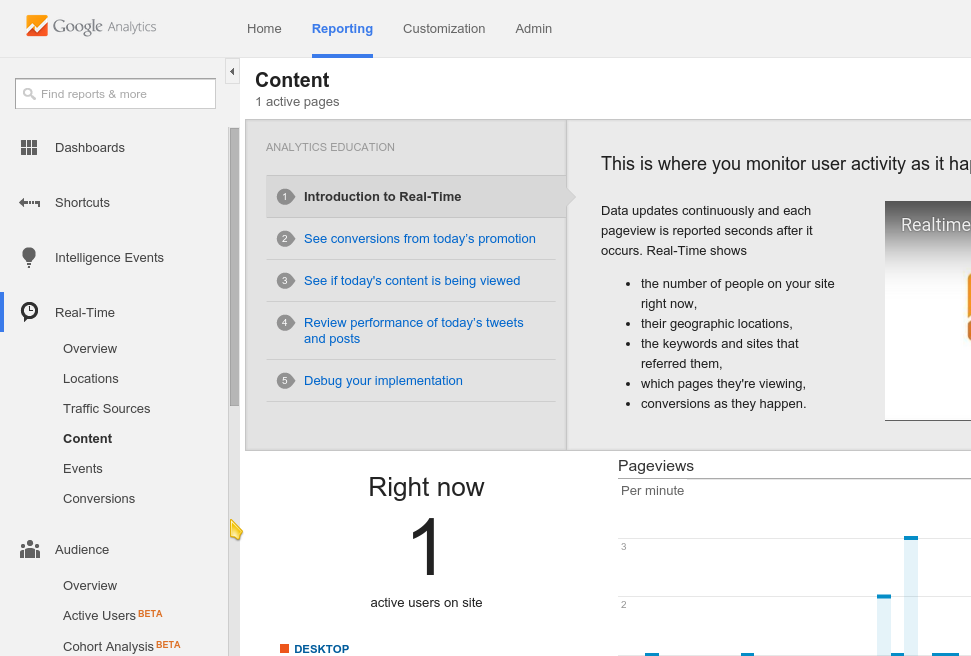 Google Analytics
Home
Reporting
Customization
Admin
Find reports & more
Dashboards
Shortcuts
Intelligence Events
Real-Time
Overview
Locations
Traffic Sources
Content
Events
Conversions
Audience
Overview
Active Users BETA
Cohort Analysis BETA
Content
1 active pages
ANALYTICS EDUCATION
1 Introduction to Real-Time
2 See conversions from today's promotion
3 See if today's content is being viewed
4 Review performance of today's tweets
and posts
5 Debug your implementation
This is where you monitor user activity as it
Data updates continuously and each
pageview is reported seconds after it
occurs. Real-Time shows
• the number of people on your site
right now,
• their geographic locations,
• the keywords and sites that
referred them,
• which pages they're viewing,
• conversions as they happen.
Realtime
Right now
1
active users on site
DESKTOP
Pageviews
Per minute
3
2